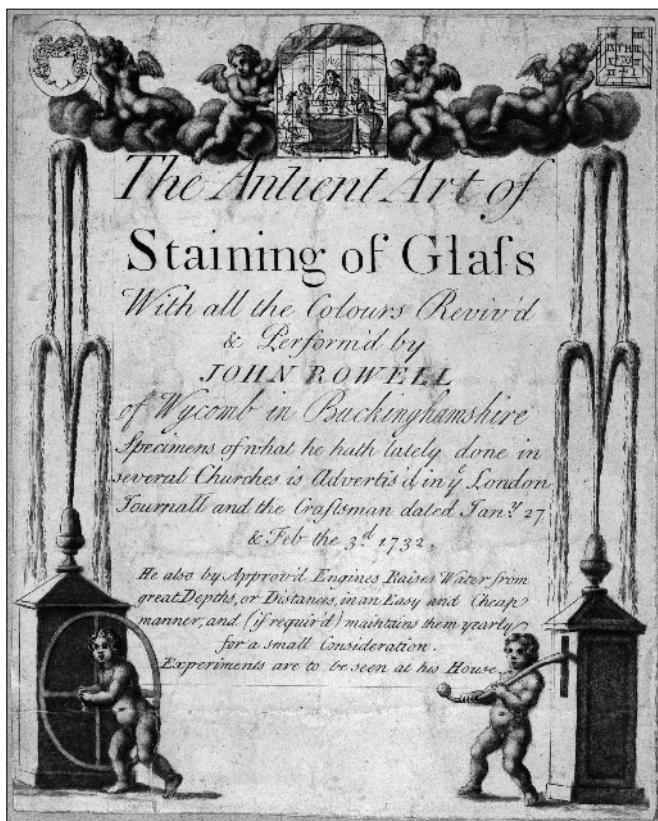 The Antient Art of
Staining of Glaſs
With all the Colours Reviv'd
& Perform'd by
JOHN ROWELL
of Wycomb in Buckinghamshire
Specimens of what he hath lately done in
several Churches is Advertis'd in yᵉ London
Journall and the Craftsman dated Janʸ 27
& Feb the 3ᵈ 1732.
He also by Approv'd Engines Raises Water from
great Depths, or Distances, in an Easy and Cheap
manner, and (if requir'd) maintains them yearly
for a small Consideration.
Experiments are to be seen at his House.